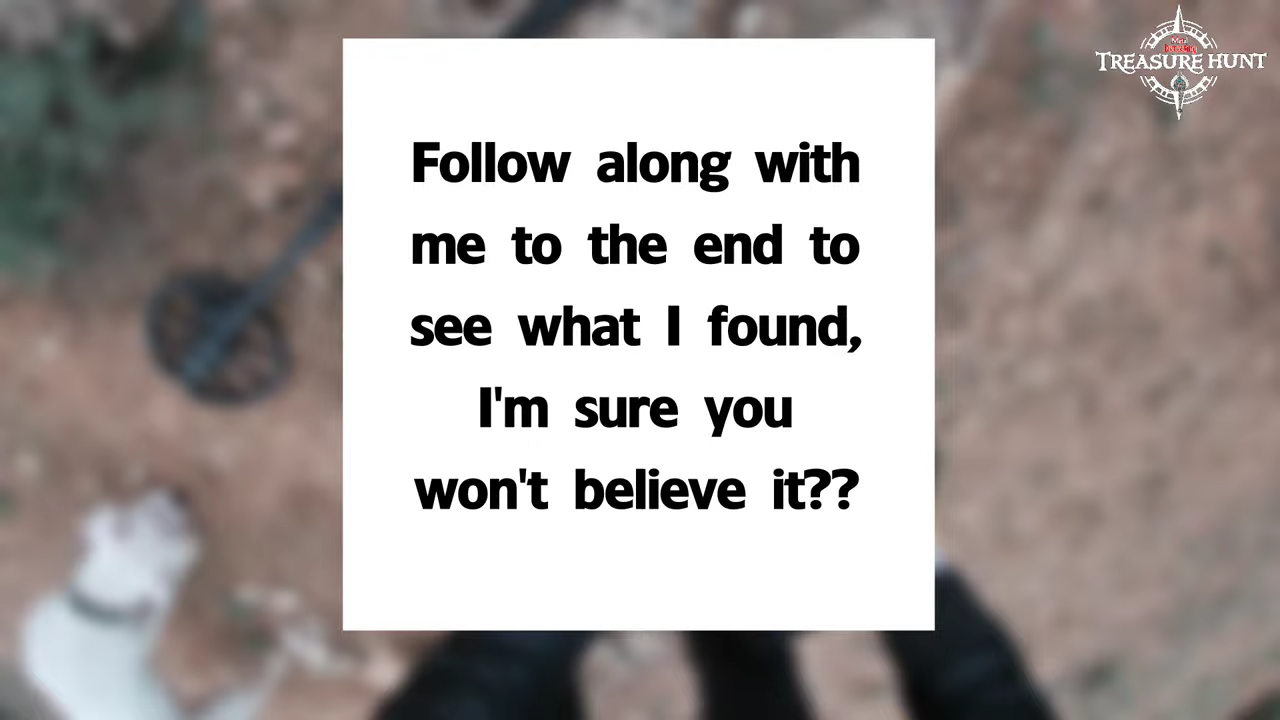 Follow along with
me to the end to
see what I found,
I'm sure you
won't believe it??
TREASURE HUNT